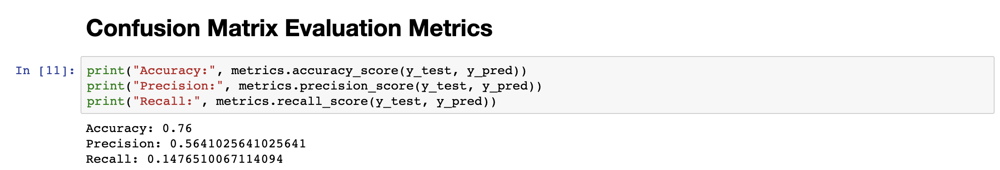 Confusion Matrix Evaluation Metrics
In [11]:
print("Accuracy:", metrics.accuracy_score(y_test, y_pred))
print("Precision:", metrics.precision_score(y_test, y_pred))
print("Recall:", metrics.recall_score(y_test, y_pred))
Accuracy: 0.76
Precision: 0.5641025641025641
Recall: 0.1476510067114094